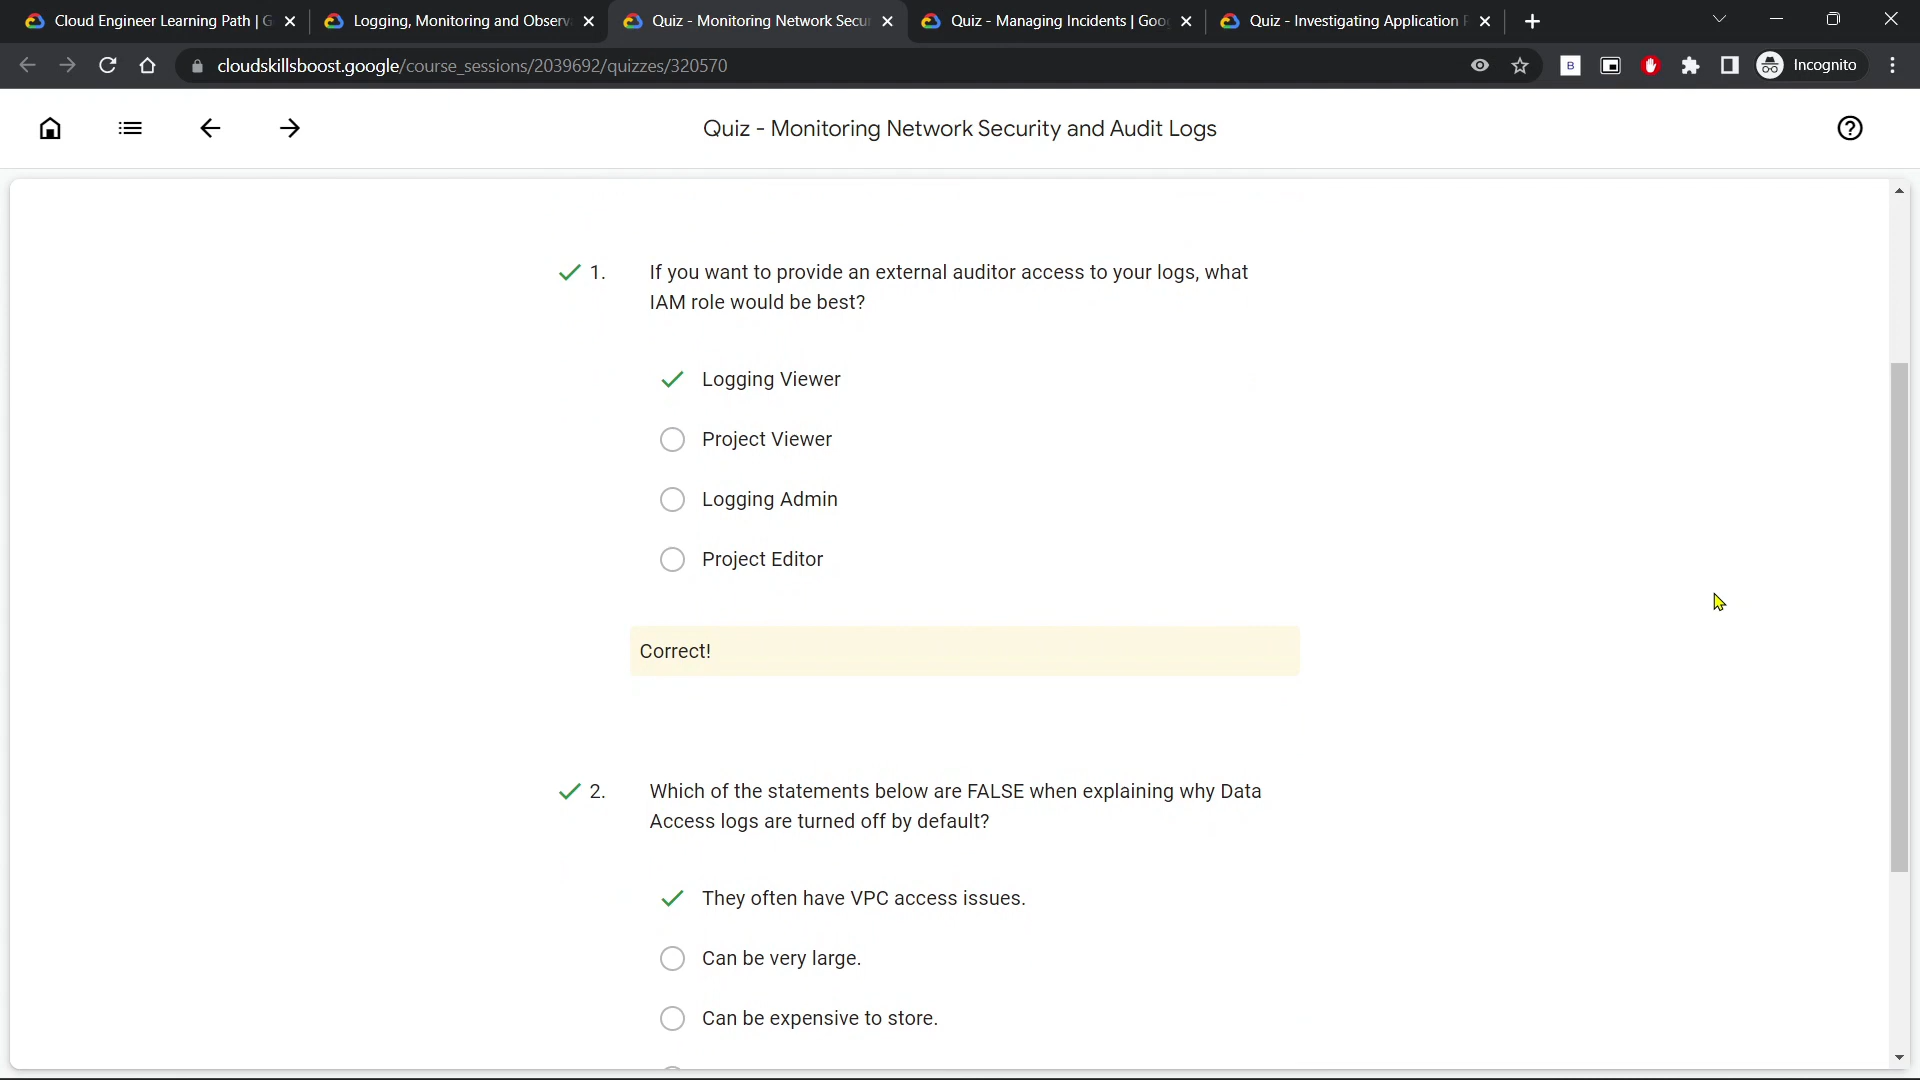 Cloud Engineer Learning Path | G
Logging, Monitoring and Observ
Quiz - Monitoring Network Secu
Quiz - Managing Incidents | Goo
Quiz - Investigating Application P
cloudskillsboost.google/course_sessions/2039692/quizzes/320570
B
Incognito
Quiz - Monitoring Network Security and Audit Logs
1. If you want to provide an external auditor access to your logs, what
IAM role would be best?
Logging Viewer
Project Viewer
Logging Admin
Project Editor
Correct!
2. Which of the statements below are FALSE when explaining why Data
Access logs are turned off by default?
They often have VPC access issues.
Can be very large.
Can be expensive to store.